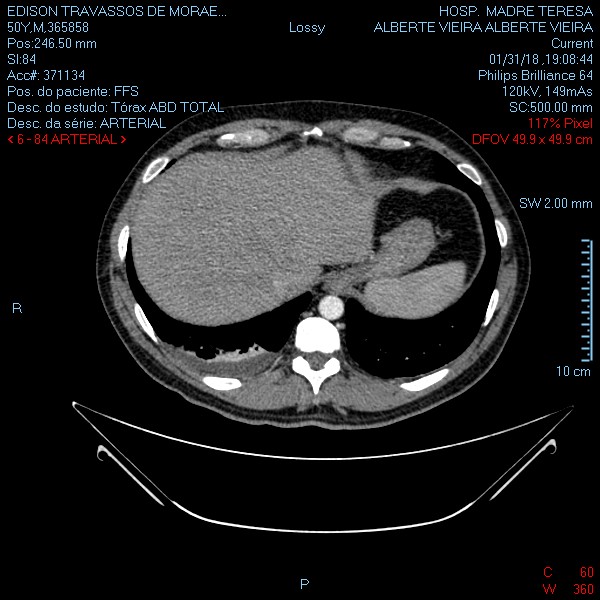 EDISON TRAVASSOS DE MORAE...
50Y,M,365858
Pos:246.50 mm
SI:84
Acc#: 371134
Pos. do paciente: FFS
Desc. do estudo: Tórax ABD TOTAL
Desc. da série: ARTERIAL
< 6 - 84 ARTERIAL >
Lossy
HOSP. MADRE TERESA
ALBERTE VIEIRA ALBERTE VIEIRA
Current
01/31/18 ,19:08:44
Philips Brilliance 64
120kV, 149mAs
SC:500.00 mm
117% Pixel
DFOV 49.9 x 49.9 cm
SW 2.00 mm
R
10 cm
P
C 60
W 360